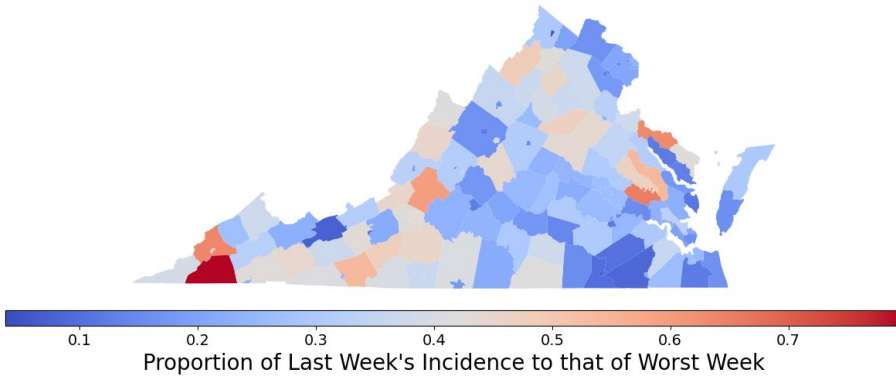 0.1 0.2 0.3 0.4 0.5 0.6 0.7
Proportion of Last Week's Incidence to that of Worst Week